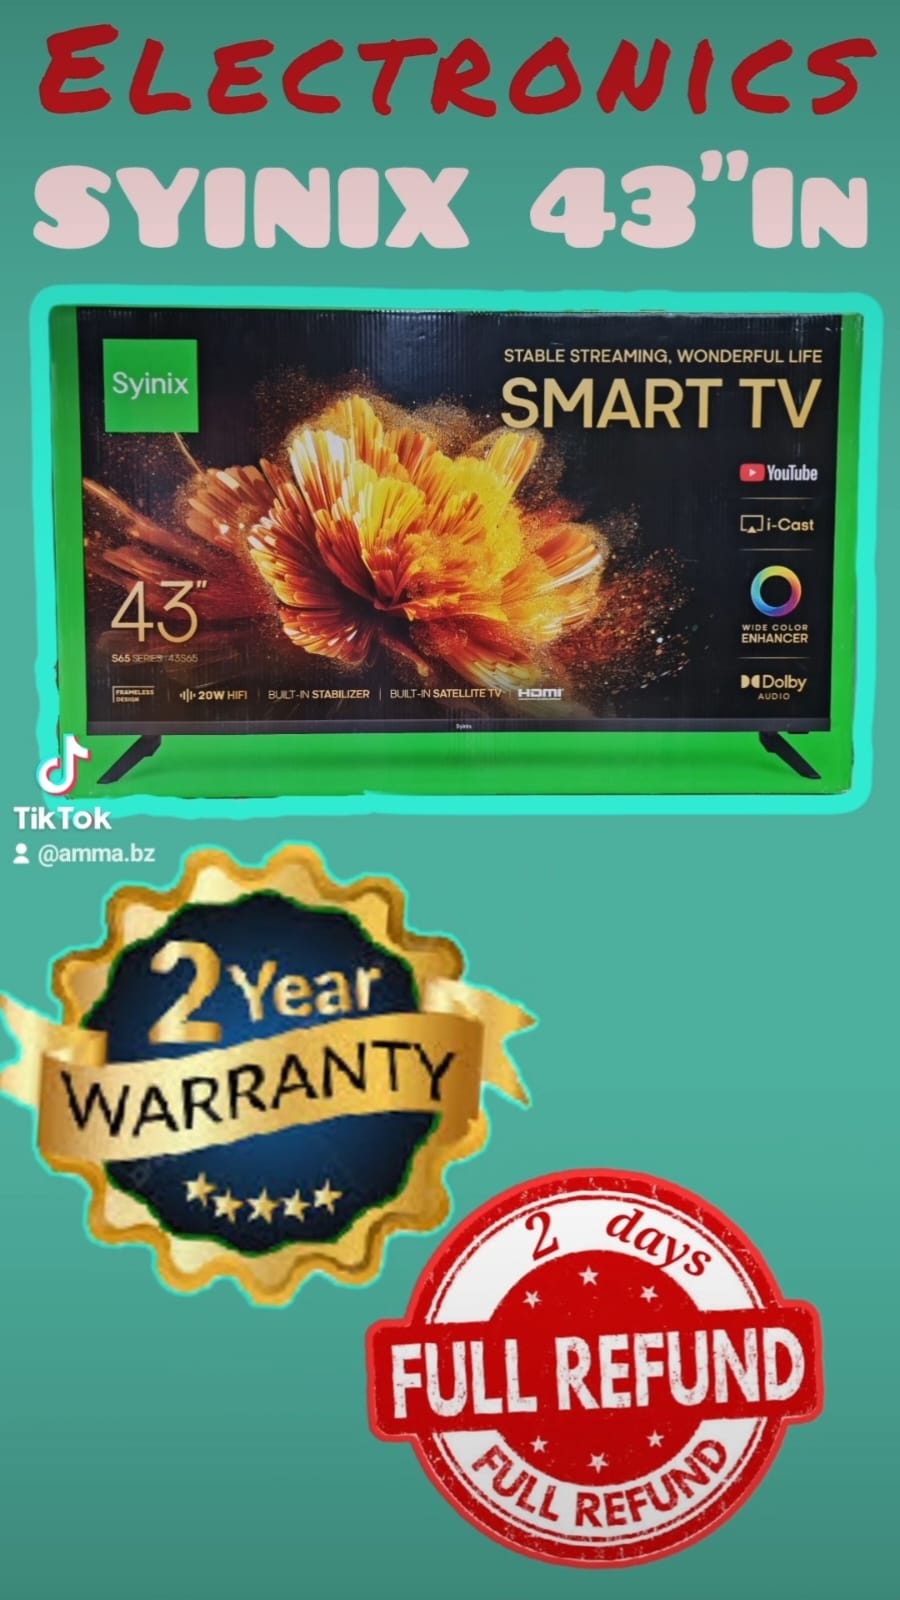 ELECTRONICS
SYINIX 43"In
Syinix
STABLE STREAMING, WONDERFUL LIFE
SMART TV
YouTube
i-Cast
WIDE COLOR
ENHANCER
Dolby
AUDIO
43"
S65 SERIES: 43S65
FRAMELESS
DESIGN
20W HIFI
BUILT-IN STABILIZER
BUILT-IN SATELLITE TV
HDMI
Syinix
TikTok
@amma.bz
2 Year
WARRANTY
2 days
FULL REFUND
FULL REFUND